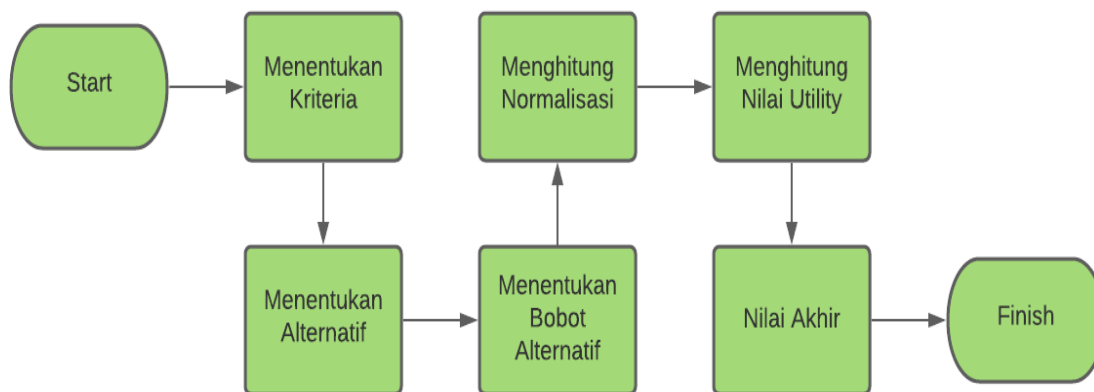 Start
Menentukan
Kriteria
Menentukan
Alternatif
Menentukan
Bobot
Alternatif
Menghitung
Normalisasi
Menghitung
Nilai Utility
Nilai Akhir
Finish